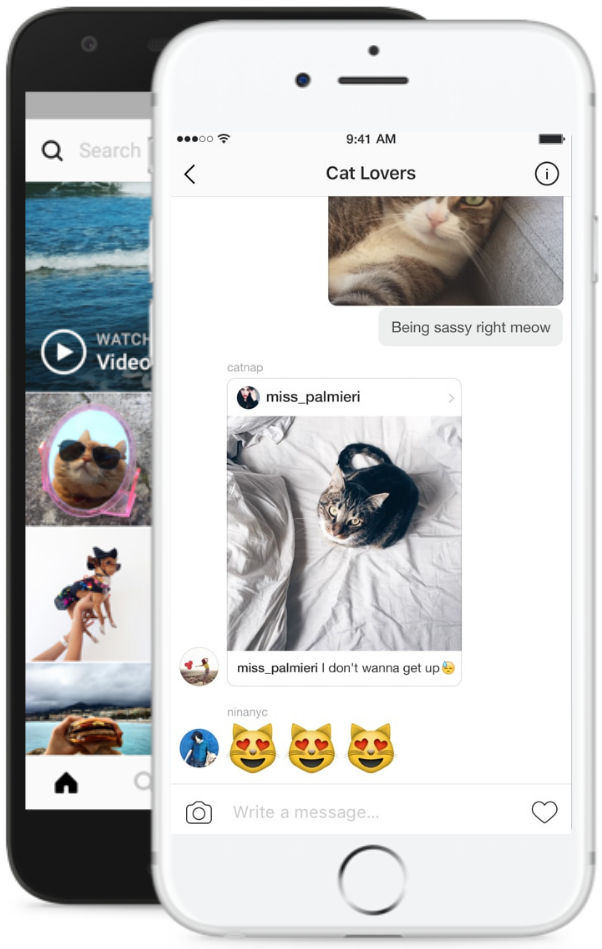 Search
WATCH
Video
9:41 AM
Cat Lovers
Being sassy right meow
catnap
miss_palmieri
miss_palmieri I don't wanna get up😓
ninanyc
😻 😻 😻
Write a message...